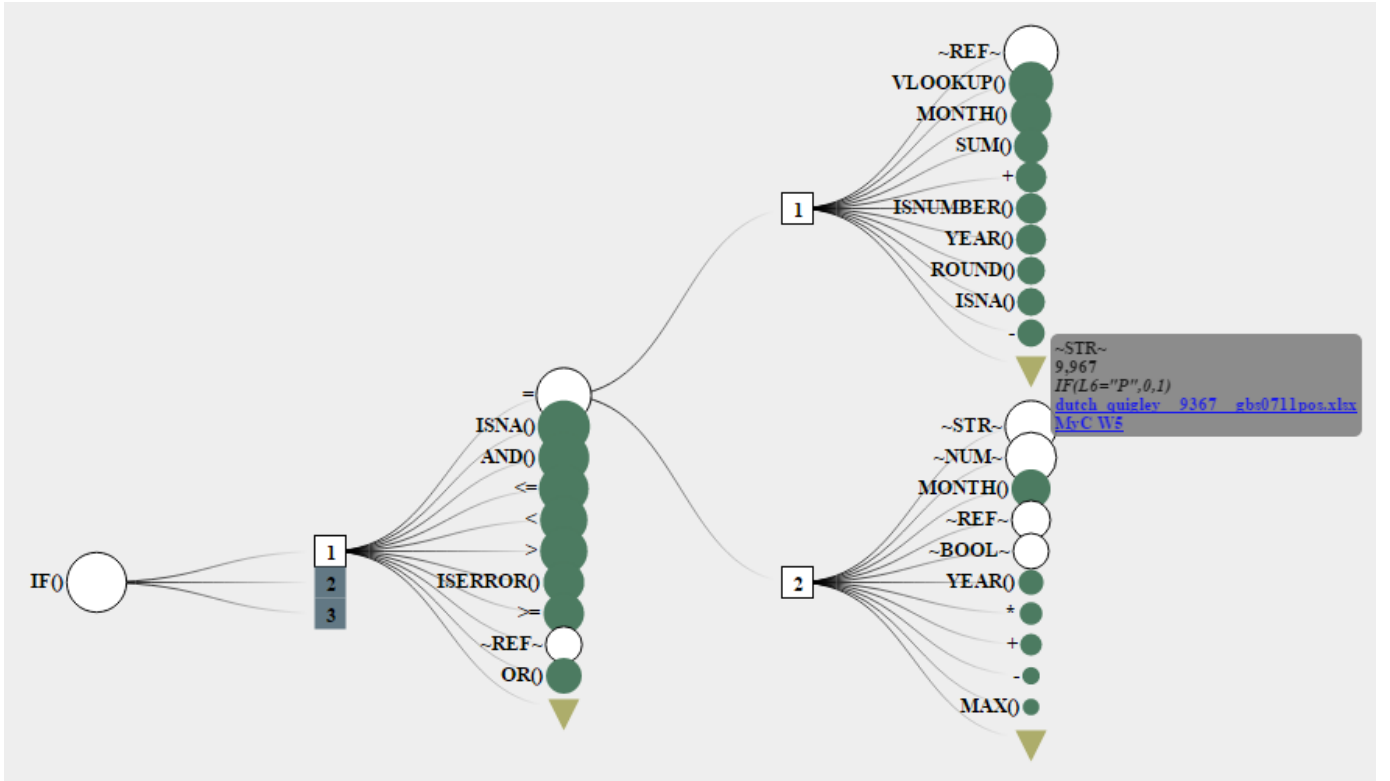 IF()
1
2
3
=
ISNA()
AND()
<=
<
>
ISERROR()
>=
~REF~
OR()
1
~REF~
VLOOKUP()
MONTH()
SUM()
+
ISNUMBER()
YEAR()
ROUND()
ISNA()
-
~STR~
9,967
IF(L6="P",0,1)
dutch_quigley__9367__gbs0711pos.xlsx
MyC W5
2
~STR~
~NUM~
MONTH()
~REF~
~BOOL~
YEAR()
*
+
-
MAX()